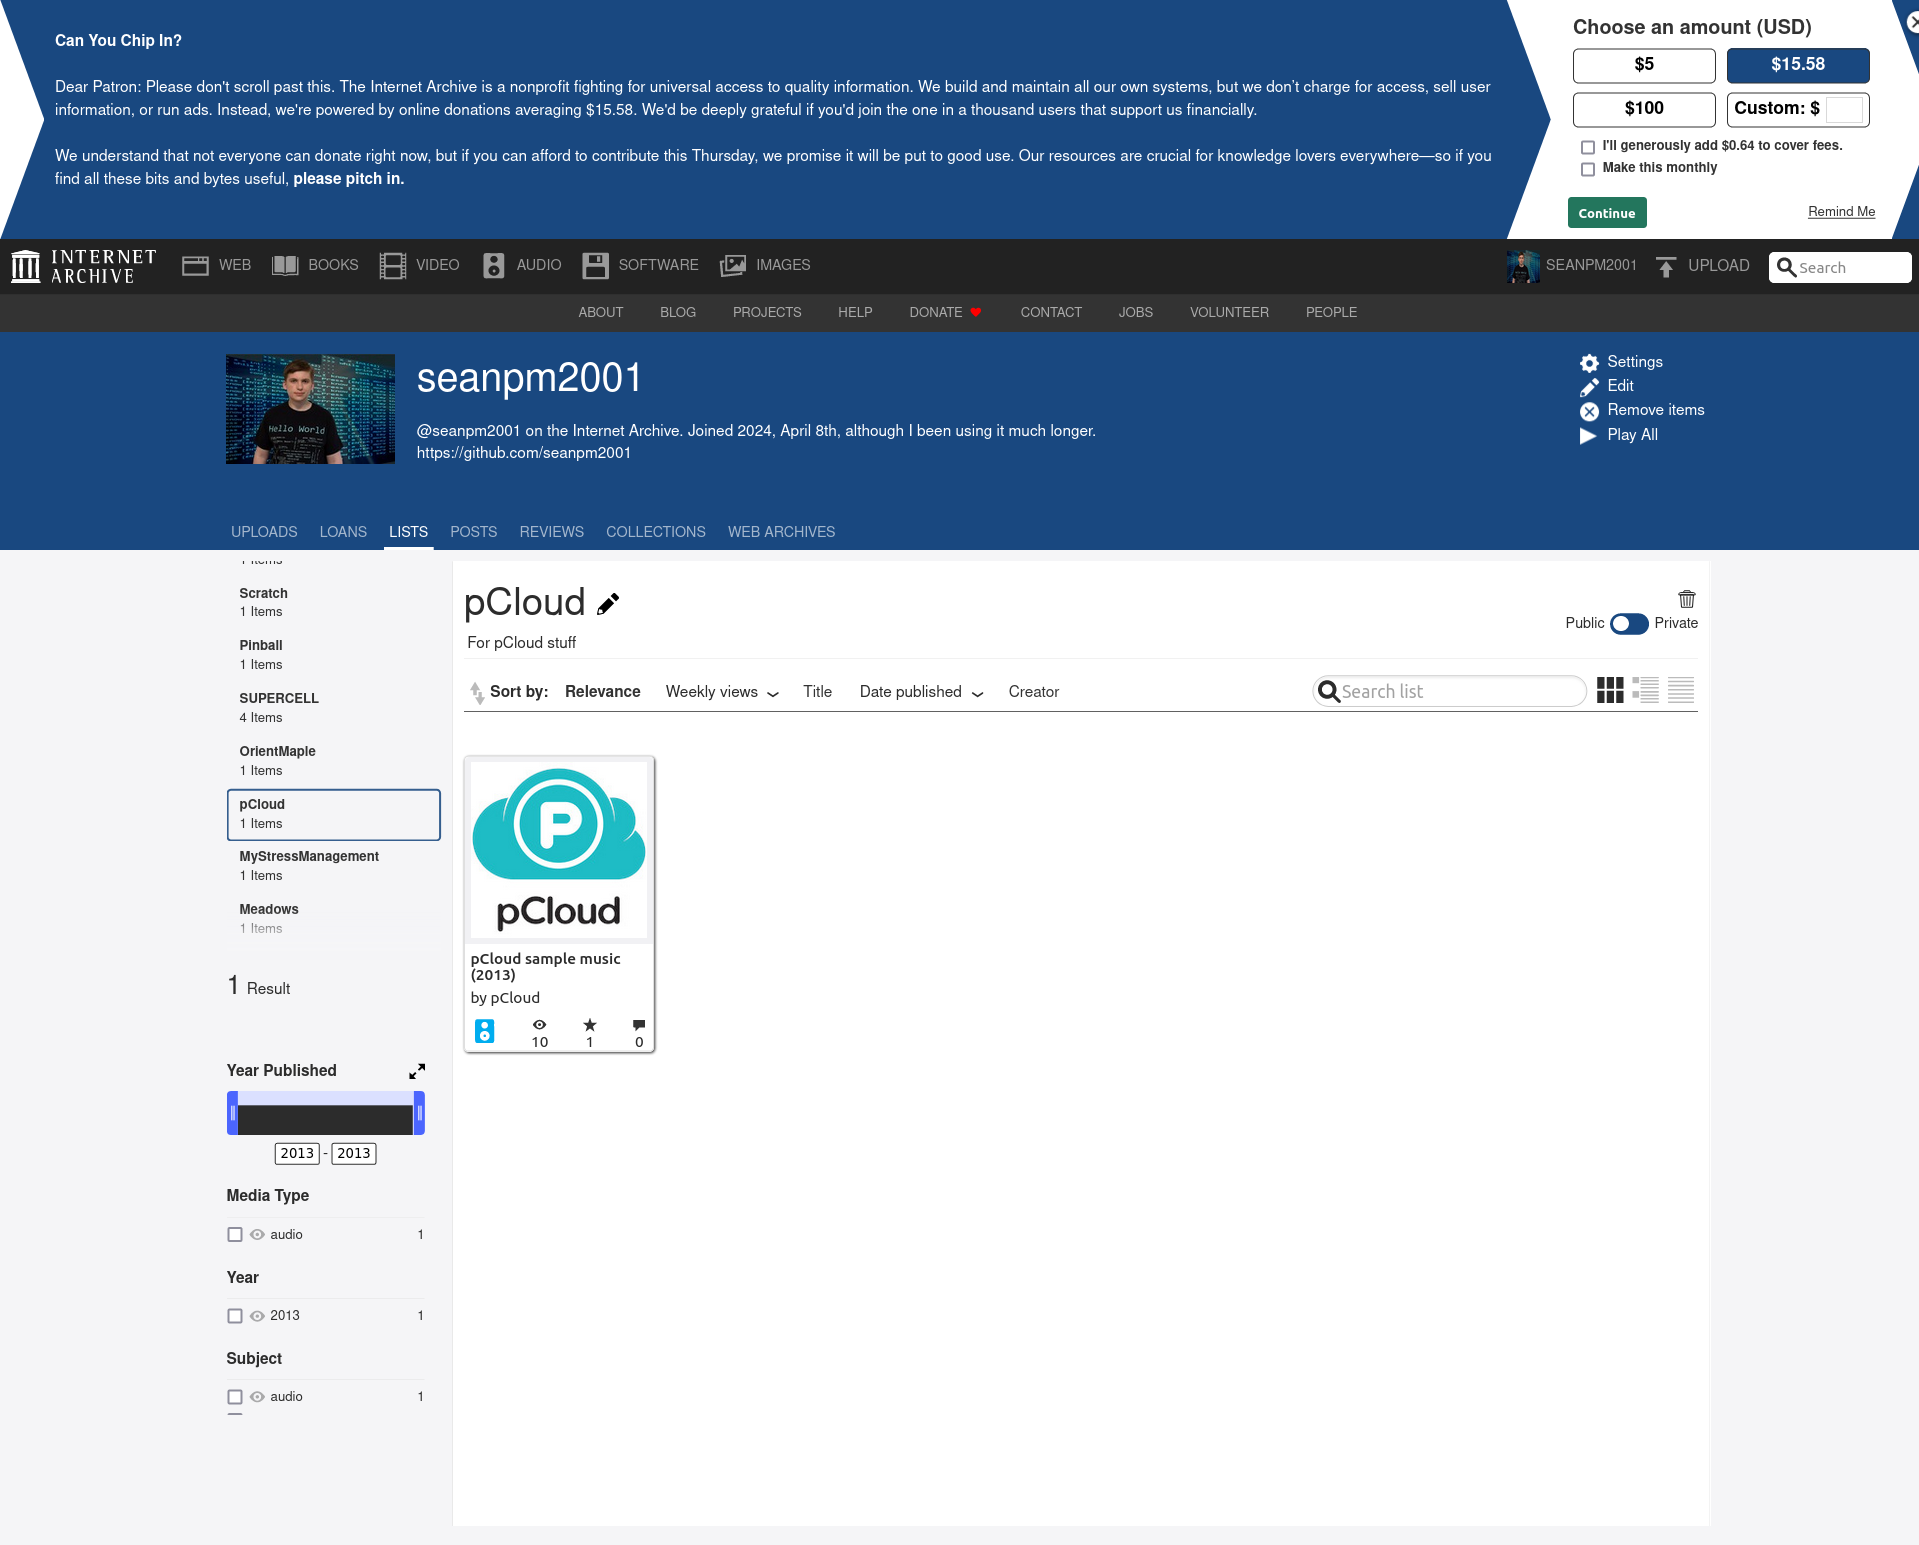 Can You Chip In?
Dear Patron: Please don't scroll past this. The Internet Archive is a nonprofit fighting for universal access to quality information. We build and maintain all our own systems, but we don’t charge for access, sell user
information, or run ads. Instead, we're powered by online donations averaging $15.58. We'd be deeply grateful if you'd join the one in a thousand users that support us financially.
We understand that not everyone can donate right now, but if you can afford to contribute this Thursday, we promise it will be put to good use. Our resources are crucial for knowledge lovers everywhere—so if you
find all these bits and bytes useful, please pitch in.
Choose an amount (USD)
$5 $15.58
$100 Custom: $
I'll generously add $0.64 to cover fees.
Make this monthly
Continue Remind Me
INTERNET ARCHIVE WEB BOOKS VIDEO AUDIO SOFTWARE IMAGES SEANPM2001 UPLOAD Search
ABOUT BLOG PROJECTS HELP DONATE CONTACT JOBS VOLUNTEER PEOPLE
Hello World
seanpm2001
@seanpm2001 on the Internet Archive. Joined 2024, April 8th, although I been using it much longer.
https://github.com/seanpm2001
Settings
Edit
Remove items
Play All
UPLOADS LOANS LISTS POSTS REVIEWS COLLECTIONS WEB ARCHIVES
1 Items
Scratch
1 Items
Pinball
1 Items
SUPERCELL
4 Items
OrientMaple
1 Items
pCloud
1 Items
MyStressManagement
1 Items
Meadows
1 Items
1 Result
Year Published
2013 - 2013
Media Type
audio 1
Year
2013 1
Subject
audio 1
pCloud
For pCloud stuff
Public Private
Sort by: Relevance Weekly views Title Date published Creator Search list
P
pCloud
pCloud sample music
(2013)
by pCloud
10 1 0